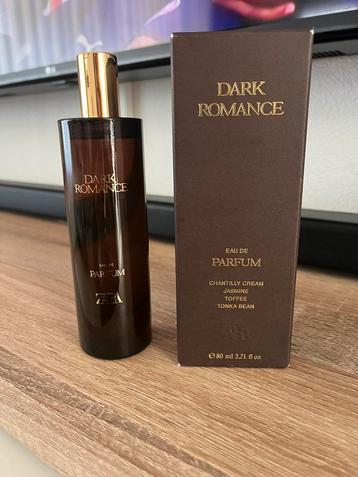 DARK
ROMANCE
EAU DE
PARFUM
ZARA
DARK
ROMANCE
EAU DE
PARFUM
CHANTILLY CREAM
JASMINE
TOFFEE
TONKA BEAN
ZARA
℮ 80 ml 2.71 fl oz